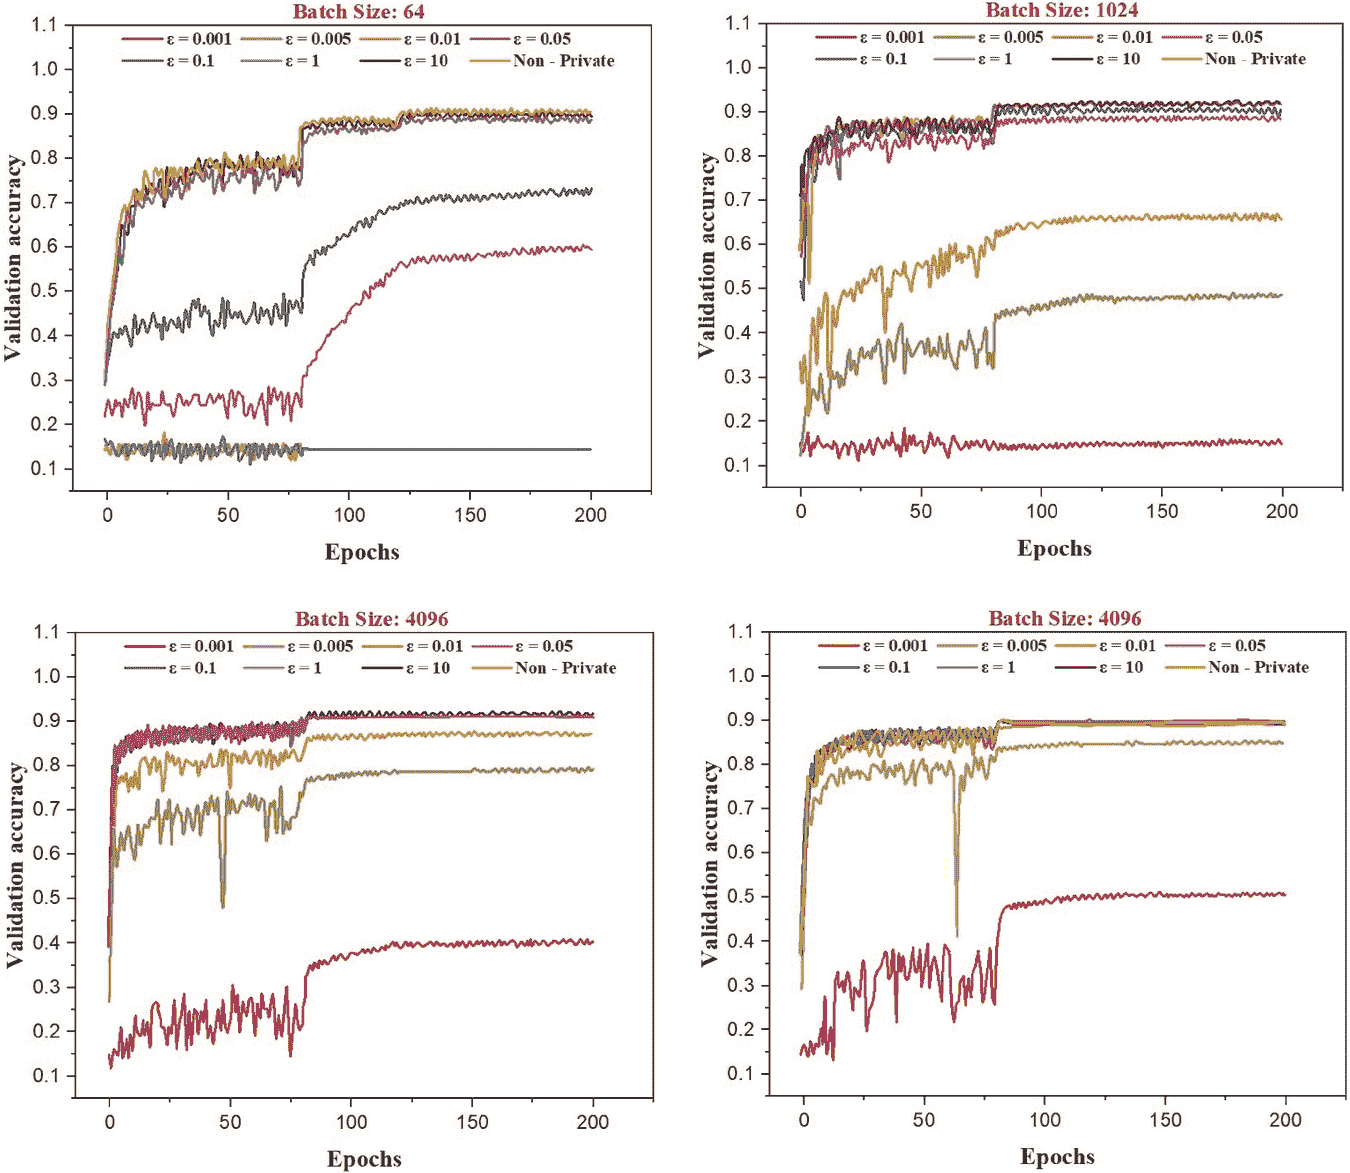 Batch Size: 64
ε = 0.001 ε = 0.005 ε = 0.01 ε = 0.05
ε = 0.1 ε = 1 ε = 10 Non - Private
1.1
1.0
0.9
0.8
0.7
0.6
0.5
0.4
0.3
0.2
0.1
Validation accuracy
0 50 100 150 200
Epochs
Batch Size: 1024
ε = 0.001 ε = 0.005 ε = 0.01 ε = 0.05
ε = 0.1 ε = 1 ε = 10 Non - Private
1.1
1.0
0.9
0.8
0.7
0.6
0.5
0.4
0.3
0.2
0.1
Validation accuracy
0 50 100 150 200
Epochs
Batch Size: 4096
ε = 0.001 ε = 0.005 ε = 0.01 ε = 0.05
ε = 0.1 ε = 1 ε = 10 Non - Private
1.1
1.0
0.9
0.8
0.7
0.6
0.5
0.4
0.3
0.2
0.1
Validation accuracy
0 50 100 150 200
Epochs
Batch Size: 4096
ε = 0.001 ε = 0.005 ε = 0.01 ε = 0.05
ε = 0.1 ε = 1 ε = 10 Non - Private
1.1
1.0
0.9
0.8
0.7
0.6
0.5
0.4
0.3
0.2
0.1
Validation accuracy
0 50 100 150 200
Epochs